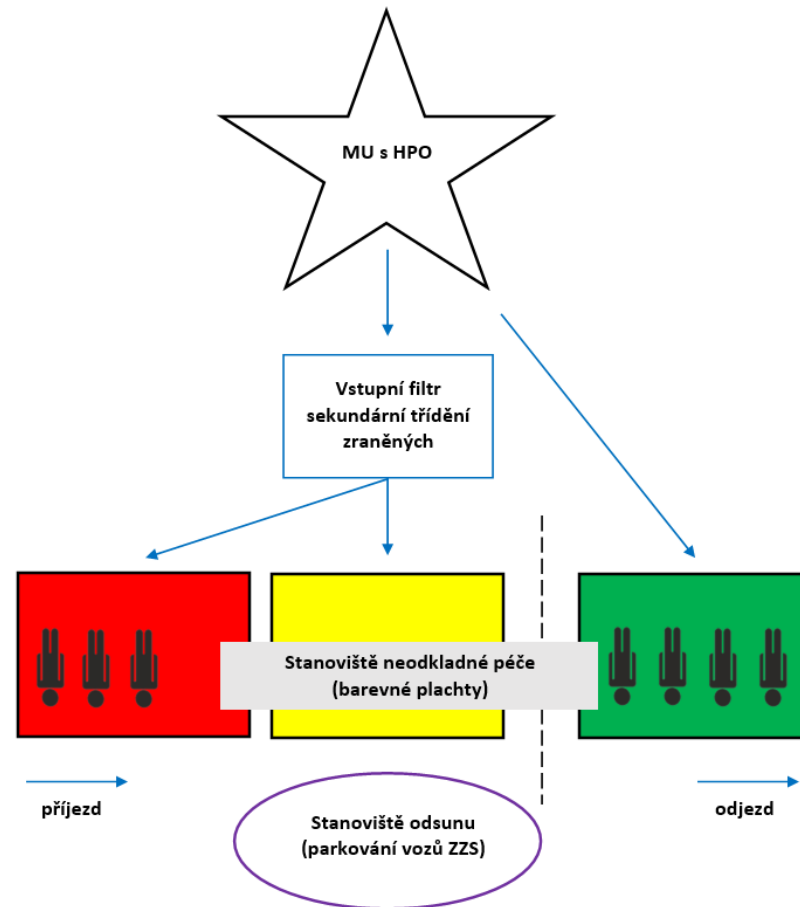 MU s HPO
Vstupní filtr
sekundární třídění
zraněných
Stanoviště neodkladné péče
(barevné plachty)
příjezd
odjezd
Stanoviště odsunu
(parkování vozů ZZS)